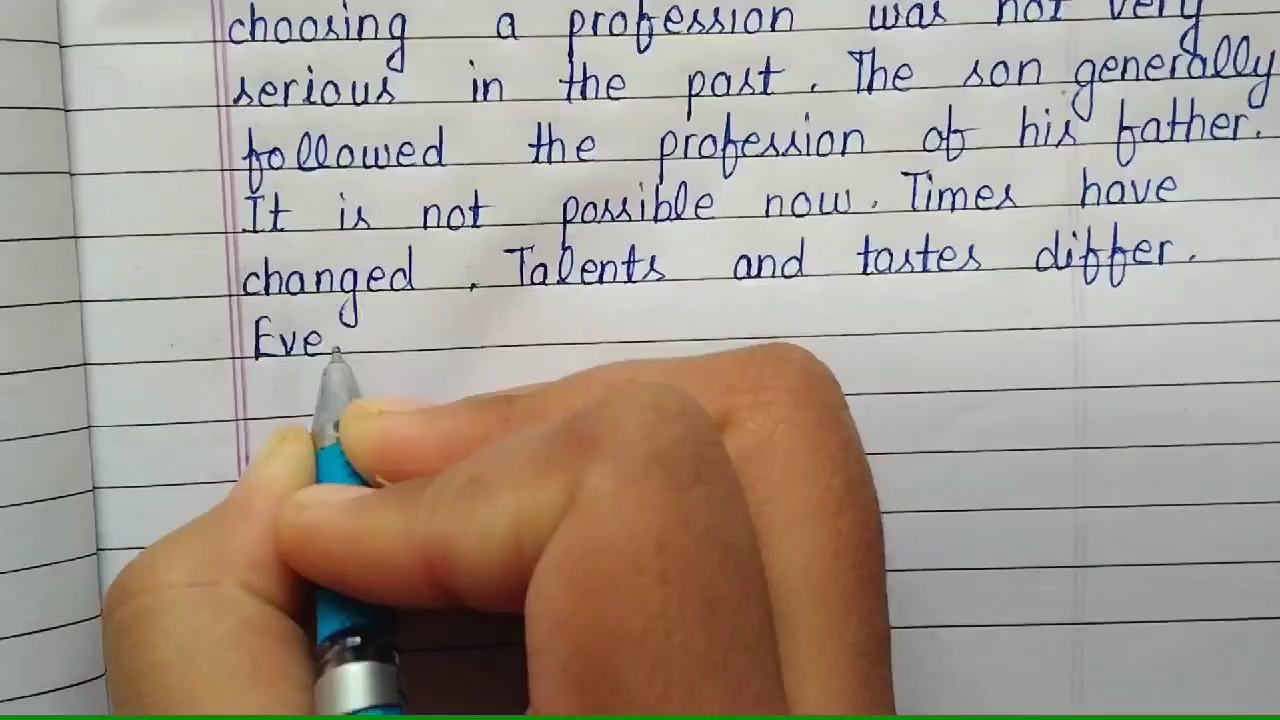 choosing a profession was not very
serious in the past. The son generally
followed the profession of his father.
It is not possible now. Times have
changed. Talents and tastes differ.
Eve